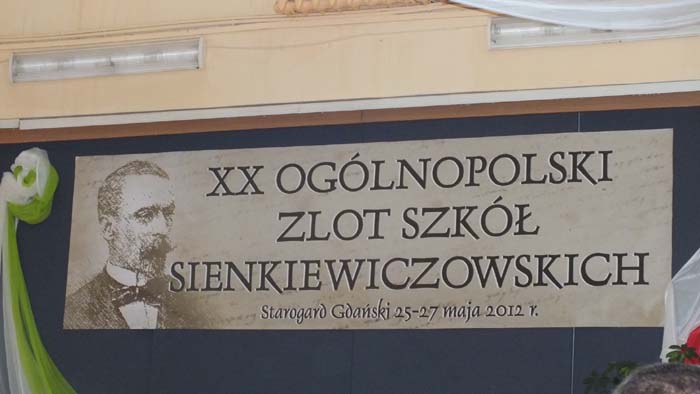 XX OGÓLNOPOLSKI
ZLOT SZKÓŁ
SIENKIEWICZOWSKICH
Starogard Gdański 25-27 maja 2012 r.